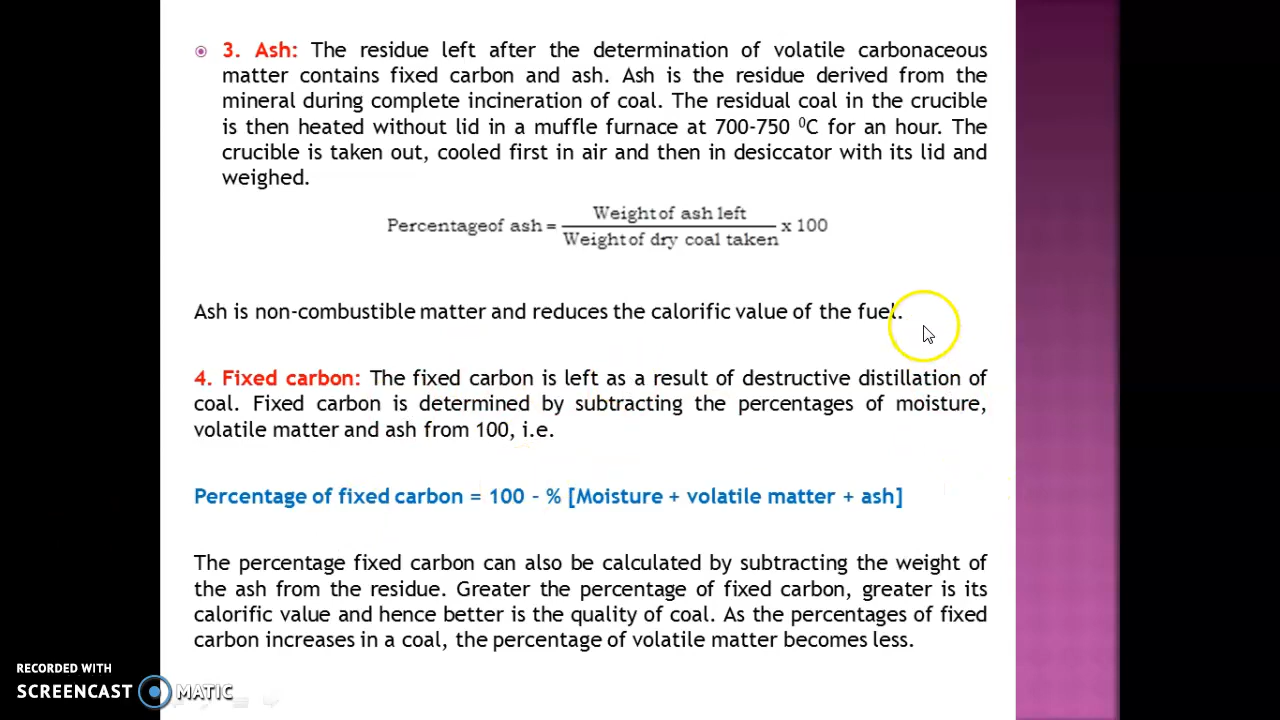 3. Ash: The residue left after the determination of volatile carbonaceous
matter contains fixed carbon and ash. Ash is the residue derived from the
mineral during complete incineration of coal. The residual coal in the crucible
is then heated without lid in a muffle furnace at 700-750 ⁰C for an hour. The
crucible is taken out, cooled first in air and then in desiccator with its lid and
weighed.
Percentageof ash = Weight of ash left / Weight of dry coal taken x 100
Ash is non-combustible matter and reduces the calorific value of the fuel.
4. Fixed carbon: The fixed carbon is left as a result of destructive distillation of
coal. Fixed carbon is determined by subtracting the percentages of moisture,
volatile matter and ash from 100, i.e.
Percentage of fixed carbon = 100 - % [Moisture + volatile matter + ash]
The percentage fixed carbon can also be calculated by subtracting the weight of
the ash from the residue. Greater the percentage of fixed carbon, greater is its
calorific value and hence better is the quality of coal. As the percentages of fixed
carbon increases in a coal, the percentage of volatile matter becomes less.
RECORDED WITH
SCREENCAST MATIC